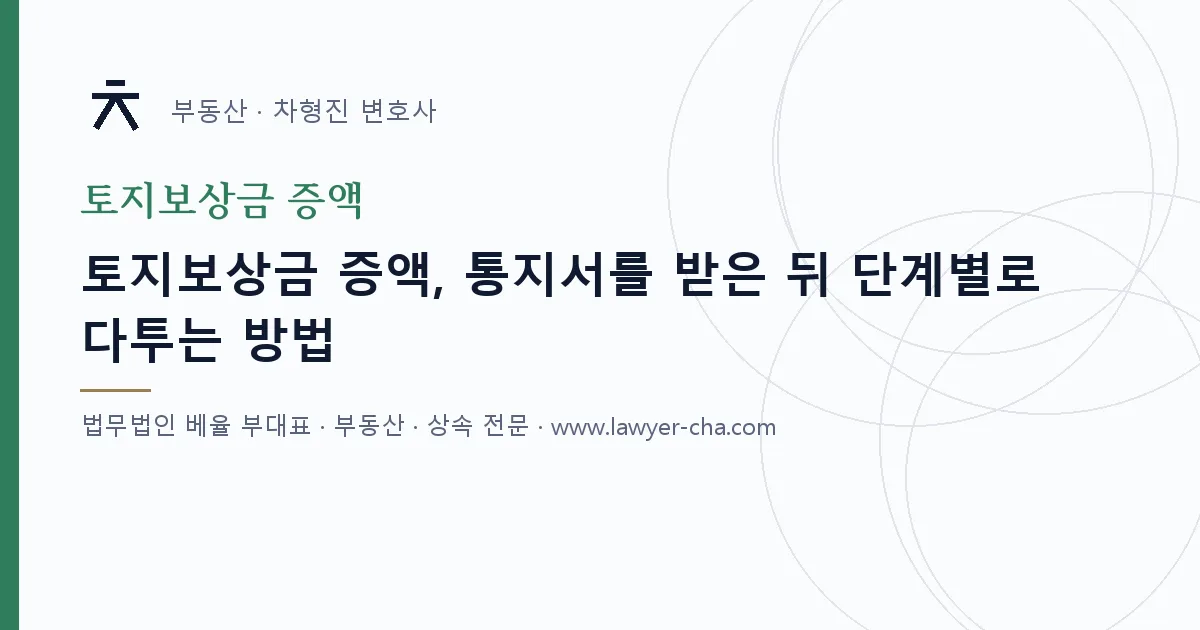 부동산 · 차형진 변호사
토지보상금 증액
토지보상금 증액, 통지서를 받은 뒤 단계별로
다투는 방법
법무법인 베율 부대표 · 부동산 · 상속 전문 · www.lawyer-cha.com